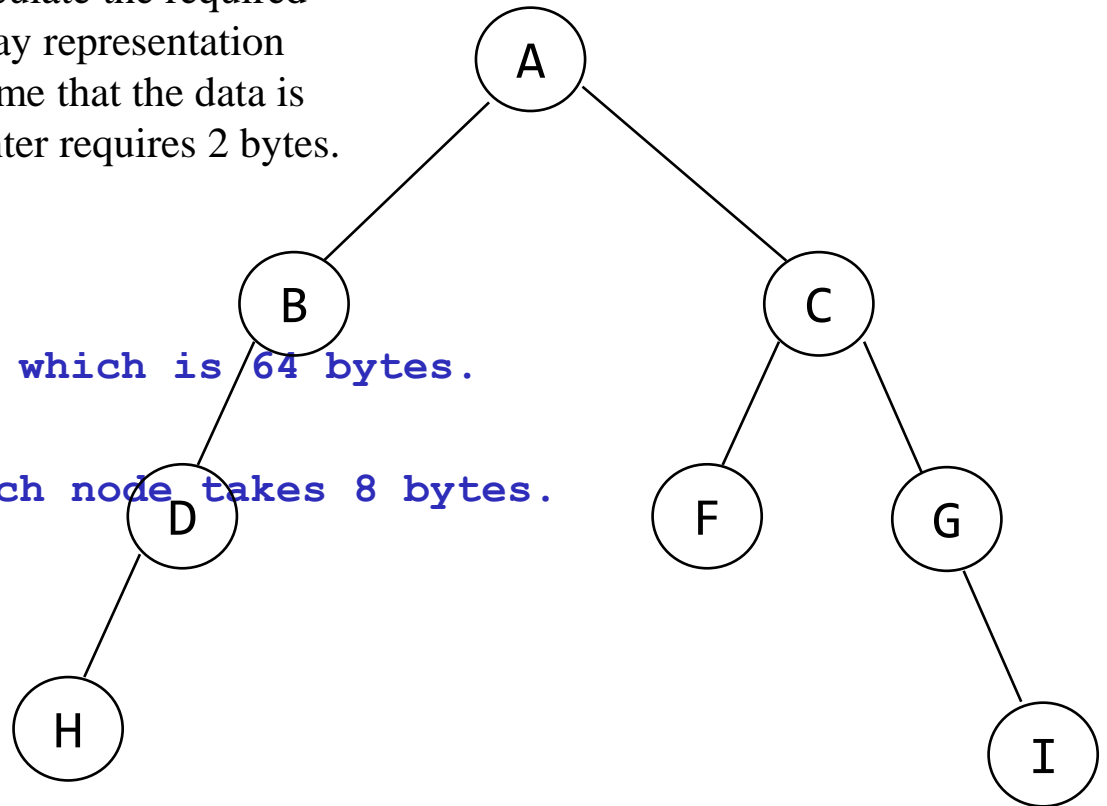 ulate the required
ay representation
me that the data is
nter requires 2 bytes.
A
B
C
which is 64 bytes.
ch node takes 8 bytes.
D
F
G
H
I